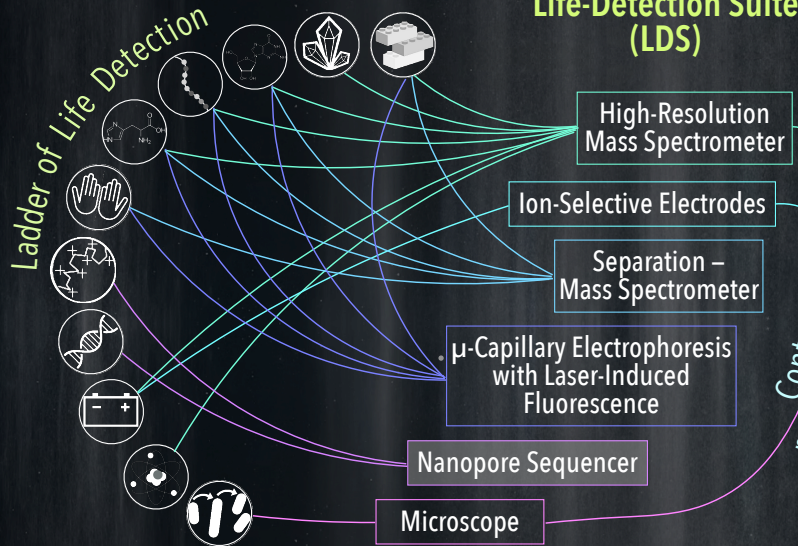 Life-Detection Suite
(LDS)
Ladder of Life Detection
High-Resolution
Mass Spectrometer
Ion-Selective Electrodes
Separation –
Mass Spectrometer
µ-Capillary Electrophoresis
with Laser-Induced
Fluorescence
Nanopore Sequencer
Microscope
Cont